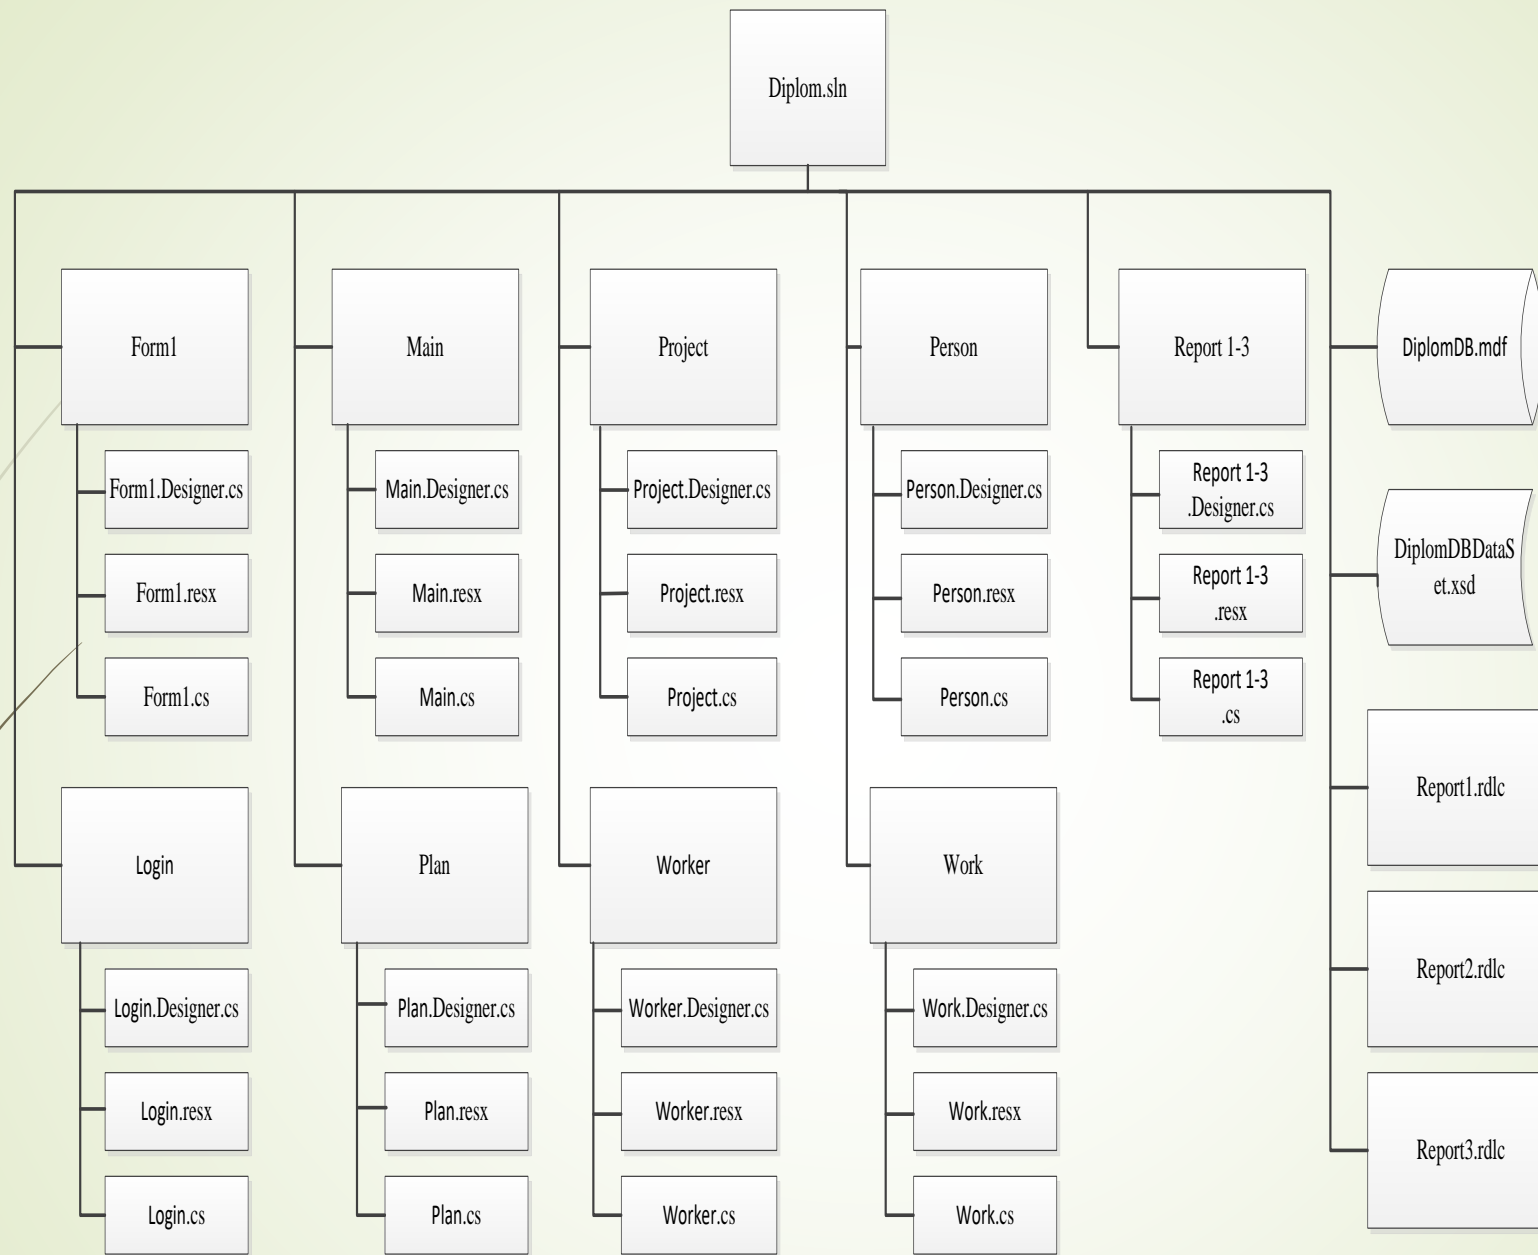 Diplom.sln
Form1
Main
Project
Person
Report 1-3
DiplomDB.mdf
Form1.Designer.cs
Main.Designer.cs
Project.Designer.cs
Person.Designer.cs
Report 1-3
.Designer.cs
DiplomDBDataS
et.xsd
Form1.resx
Main.resx
Project.resx
Person.resx
Report 1-3
.resx
Form1.cs
Main.cs
Project.cs
Person.cs
Report 1-3
.cs
Report1.rdlc
Login
Plan
Worker
Work
Report2.rdlc
Login.Designer.cs
Plan.Designer.cs
Worker.Designer.cs
Work.Designer.cs
Login.resx
Plan.resx
Worker.resx
Work.resx
Report3.rdlc
Login.cs
Plan.cs
Worker.cs
Work.cs